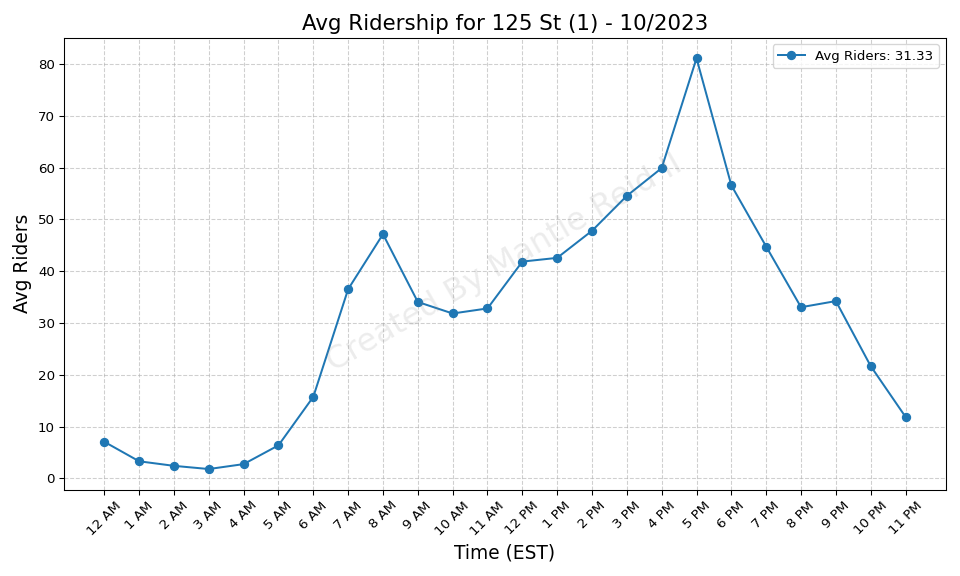 Avg Ridership for 125 St (1) - 10/2023
Avg Riders: 31.33
80
70
60
50
40
30
20
10
0
Avg Riders
12 AM
1 AM
2 AM
3 AM
4 AM
5 AM
6 AM
7 AM
8 AM
9 AM
10 AM
11 AM
12 PM
1 PM
2 PM
3 PM
4 PM
5 PM
6 PM
7 PM
8 PM
9 PM
10 PM
11 PM
Time (EST)
Created By Mantle